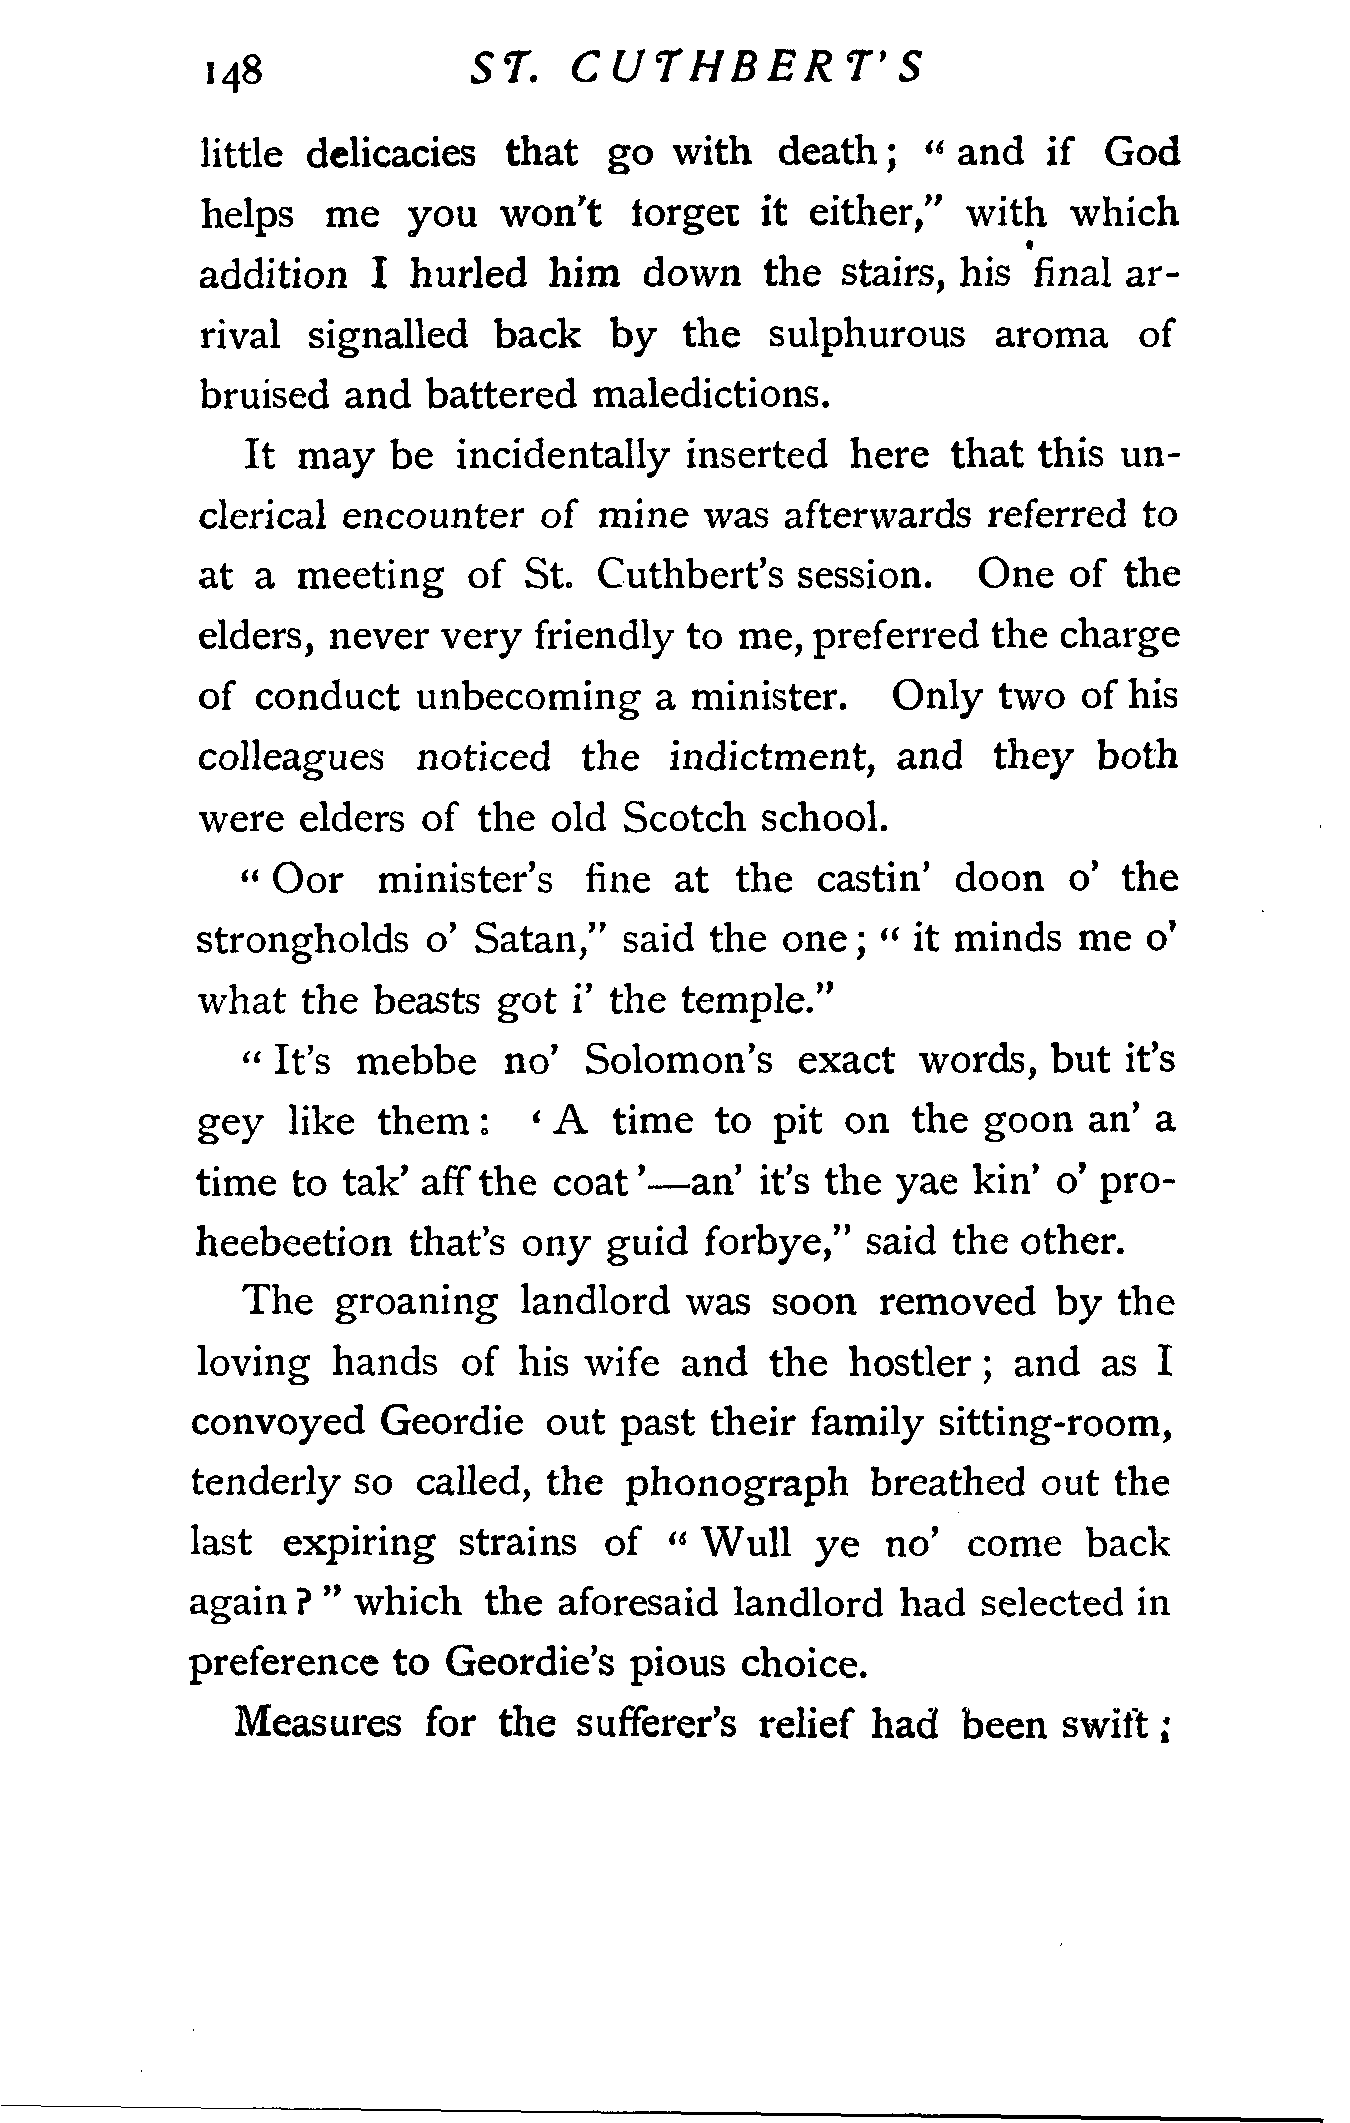 148 ST. CUTHBERT'S
little delicacies that go with death; “ and if God
helps me you won't forget it either,” with which
addition I hurled him down the stairs, his final ar-
rival signalled back by the sulphurous aroma of
bruised and battered maledictions.
It may be incidentally inserted here that this un-
clerical encounter of mine was afterwards referred to
at a meeting of St. Cuthbert's session. One of the
elders, never very friendly to me, preferred the charge
of conduct unbecoming a minister. Only two of his
colleagues noticed the indictment, and they both
were elders of the old Scotch school.
“ Oor minister's fine at the castin' doon o' the
strongholds o' Satan,” said the one; “ it minds me o'
what the beasts got i' the temple.”
“ It's mebbe no' Solomon's exact words, but it's
gey like them: ‘ A time to pit on the goon an' a
time to tak' aff the coat ’—an' it's the yae kin' o' pro-
heebeetion that's ony guid forbye,” said the other.
The groaning landlord was soon removed by the
loving hands of his wife and the hostler; and as I
convoyed Geordie out past their family sitting-room,
tenderly so called, the phonograph breathed out the
last expiring strains of “ Wull ye no' come back
again ? ” which the aforesaid landlord had selected in
preference to Geordie's pious choice.
Measures for the sufferer's relief had been swift;